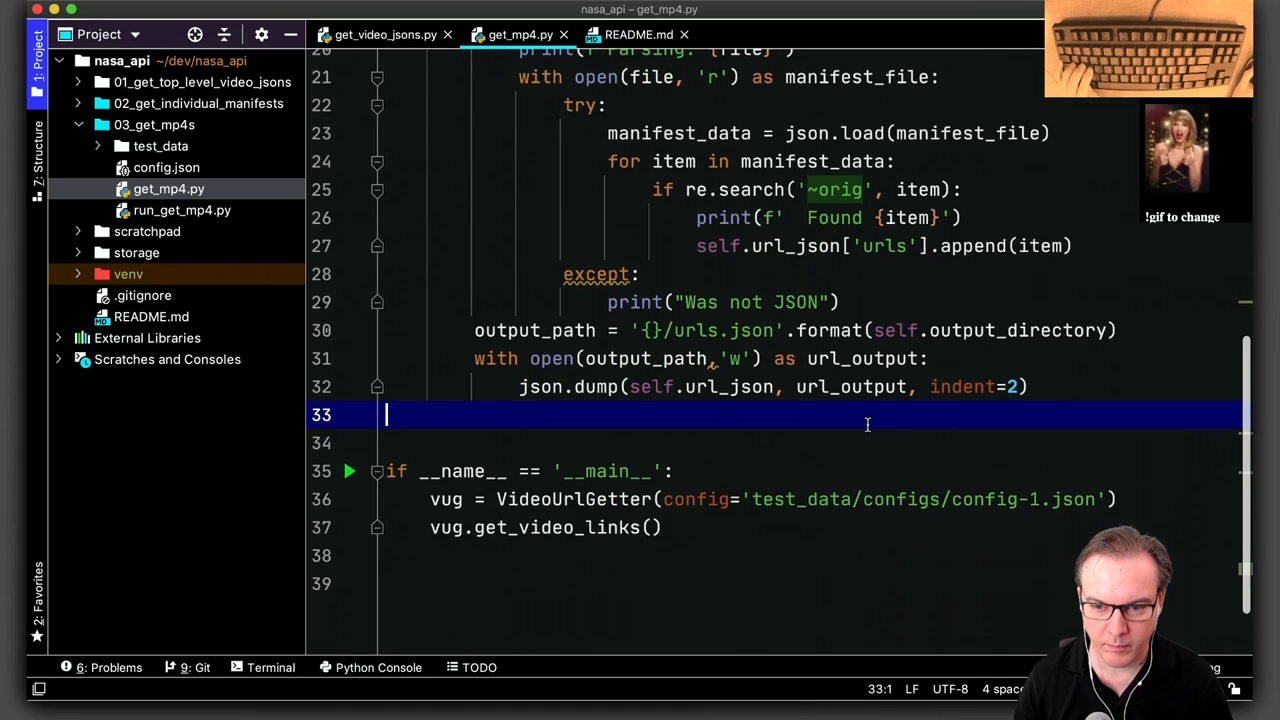 nasa_api – get_mp4.py
Project
get_video_jsons.py
get_mp4.py
README.md
1: Project
Z: Structure
2: Favorites
nasa_api ~/dev/nasa_api
01_get_top_level_video_jsons
02_get_individual_manifests
03_get_mp4s
test_data
config.json
get_mp4.py
run_get_mp4.py
scratchpad
storage
venv
.gitignore
README.md
External Libraries
Scratches and Consoles
20 print(f'Parsing: {file}')
21 with open(file, 'r') as manifest_file:
22 try:
23 manifest_data = json.load(manifest_file)
24 for item in manifest_data:
25 if re.search('~orig', item):
26 print(f'  Found {item}')
27 self.url_json['urls'].append(item)
28 except:
29 print("Was not JSON")
30 output_path = '{}/urls.json'.format(self.output_directory)
31 with open(output_path,'w') as url_output:
32 json.dump(self.url_json, url_output, indent=2)
33
34
35 if __name__ == '__main__':
36 vug = VideoUrlGetter(config='test_data/configs/config-1.json')
37 vug.get_video_links()
38
39
!gif to change
6: Problems
9: Git
Terminal
Python Console
TODO
33:1
LF
UTF-8
4 space